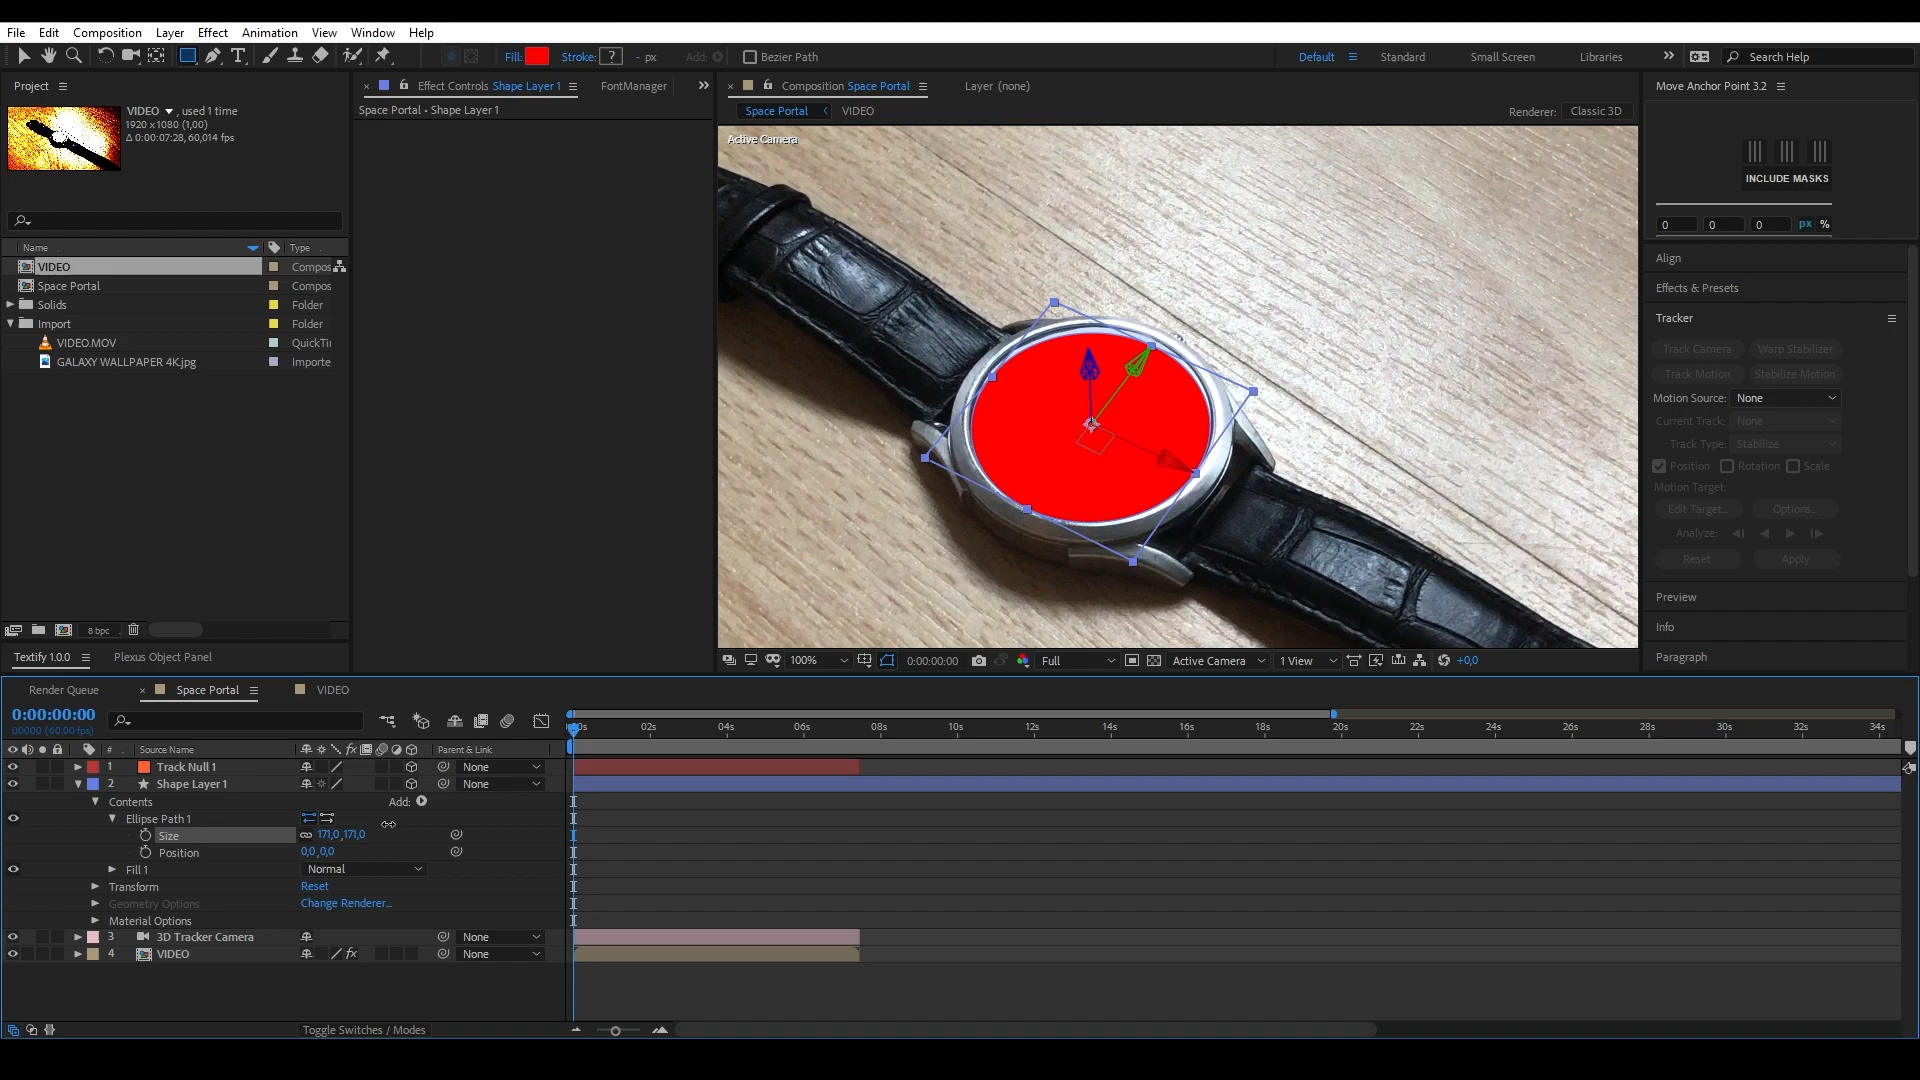 File Edit Composition Layer Effect Animation View Window Help
Fill: Stroke: ? - px Add: Bezier Path Default Standard Small Screen Libraries Search Help
Project
VIDEO , used 1 time
1920 x1080 (1,00)
Δ 0:00:07:28, 60,014 fps
Name Type
VIDEO Compos
Space Portal Compos
Solids Folder
Import Folder
VIDEO.MOV QuickTi
GALAXY WALLPAPER 4K.jpg Importe
8 bpc
Textify 1.0.0 Plexus Object Panel
Effect Controls Shape Layer 1 FontManager
Space Portal • Shape Layer 1
Composition Space Portal Layer (none)
Space Portal VIDEO Renderer: Classic 3D
Active Camera
100% 0:00:00:00 Full Active Camera 1 View +0,0
Move Anchor Point 3.2
INCLUDE MASKS
0 0 0 px %
Align
Effects & Presets
Tracker
Track Camera Warp Stabilizer
Track Motion Stabilize Motion
Motion Source: None
Current Track: None
Track Type: Stabilize
Position Rotation Scale
Motion Target:
Edit Target... Options...
Analyze:
Reset Apply
Preview
Info
Paragraph
Render Queue Space Portal VIDEO
0:00:00:00
00000 (60.00 fps)
02s 04s 06s 08s 10s 12s 14s 16s 18s 20s 22s 24s 26s 28s 30s 32s 34s
# Source Name fx Parent & Link
1 Track Null 1 None
2 Shape Layer 1 None
Contents Add:
Ellipse Path 1
Size 171,0,171,0
Position 0,0,0,0
Fill 1 Normal
Transform Reset
Geometry Options Change Renderer...
Material Options
3 3D Tracker Camera None
4 VIDEO fx None
Toggle Switches / Modes